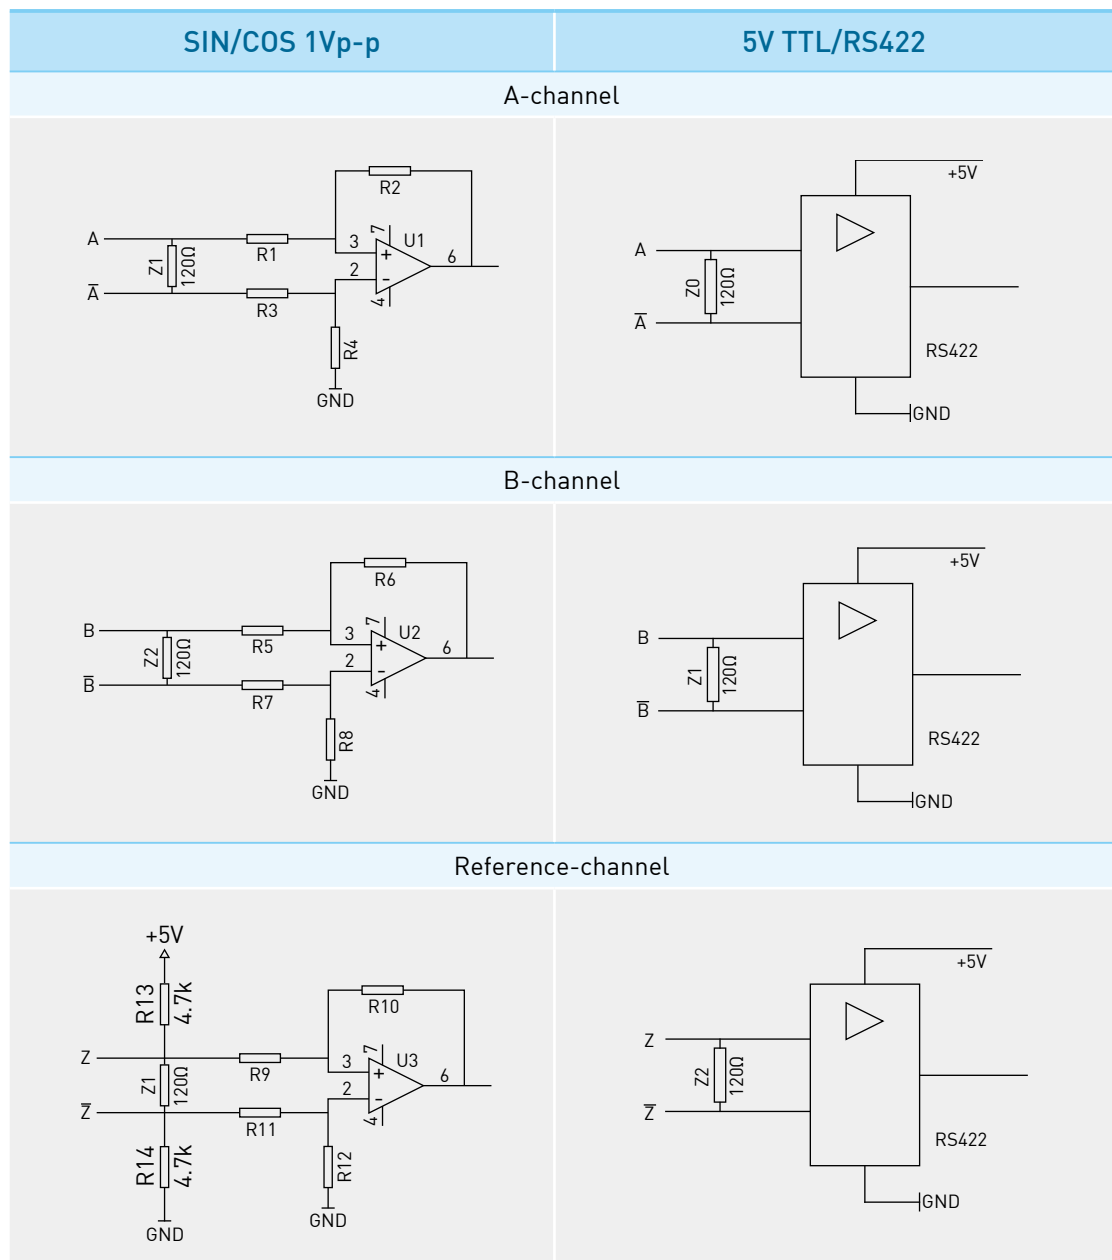 SIN/COS 1Vp-p
5V TTL/RS422
A-channel
R2
A
Z1
120Ω
R1
3
7
U1
+
6
2
-
A̅
R3
4
R4
GND
+5V
A
Z0
120Ω
A̅
RS422
GND
B-channel
R6
B
Z2
120Ω
R5
3
7
U2
+
6
2
-
B̅
R7
4
R8
GND
+5V
B
Z1
120Ω
B̅
RS422
GND
Reference-channel
+5V
R13
4.7k
R10
Z
Z1
120Ω
R9
3
7
U3
+
6
2
-
Z̅
R11
4
R14
4.7k
R12
GND
GND
+5V
Z
Z2
120Ω
Z̅
RS422
GND